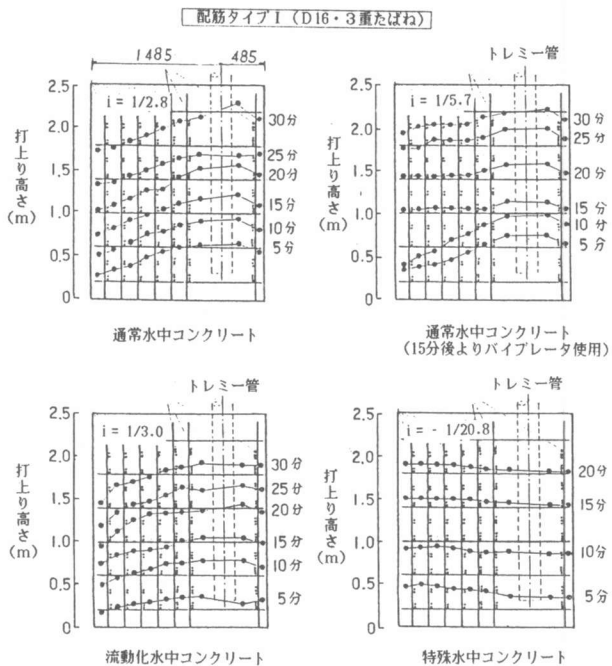 配筋タイプI(D16・3重たばね)
1485
485
トレミー管
2.5
2.0
1.5
1.0
0.5
0
打上り高さ(m)
i = 1/2.8
30分
25分
20分
15分
10分
5分
通常水中コンクリート
2.5
2.0
1.5
1.0
0.5
0
打上り高さ(m)
i = 1/5.7
30分
25分
20分
15分
10分
5分
通常水中コンクリート
(15分後よりバイブレータ使用)
トレミー管
2.5
2.0
1.5
1.0
0.5
0
打上り高さ(m)
i = 1/3.0
30分
25分
20分
15分
10分
5分
流動化水中コンクリート
トレミー管
2.5
2.0
1.5
1.0
0.5
0
打上り高さ(m)
i = - 1/20.8
20分
15分
10分
5分
特殊水中コンクリート